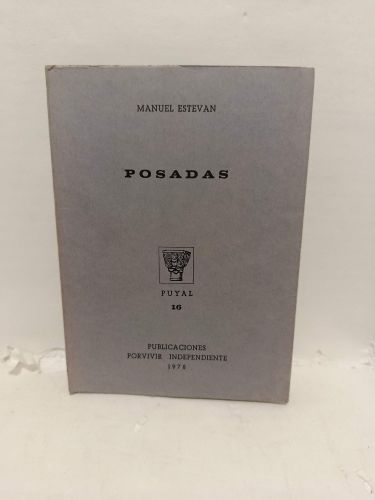 MANUEL ESTEVAN
POSADAS
PUYAL
16
PUBLICACIONES
PORVIVIR INDEPENDIENTE
1978